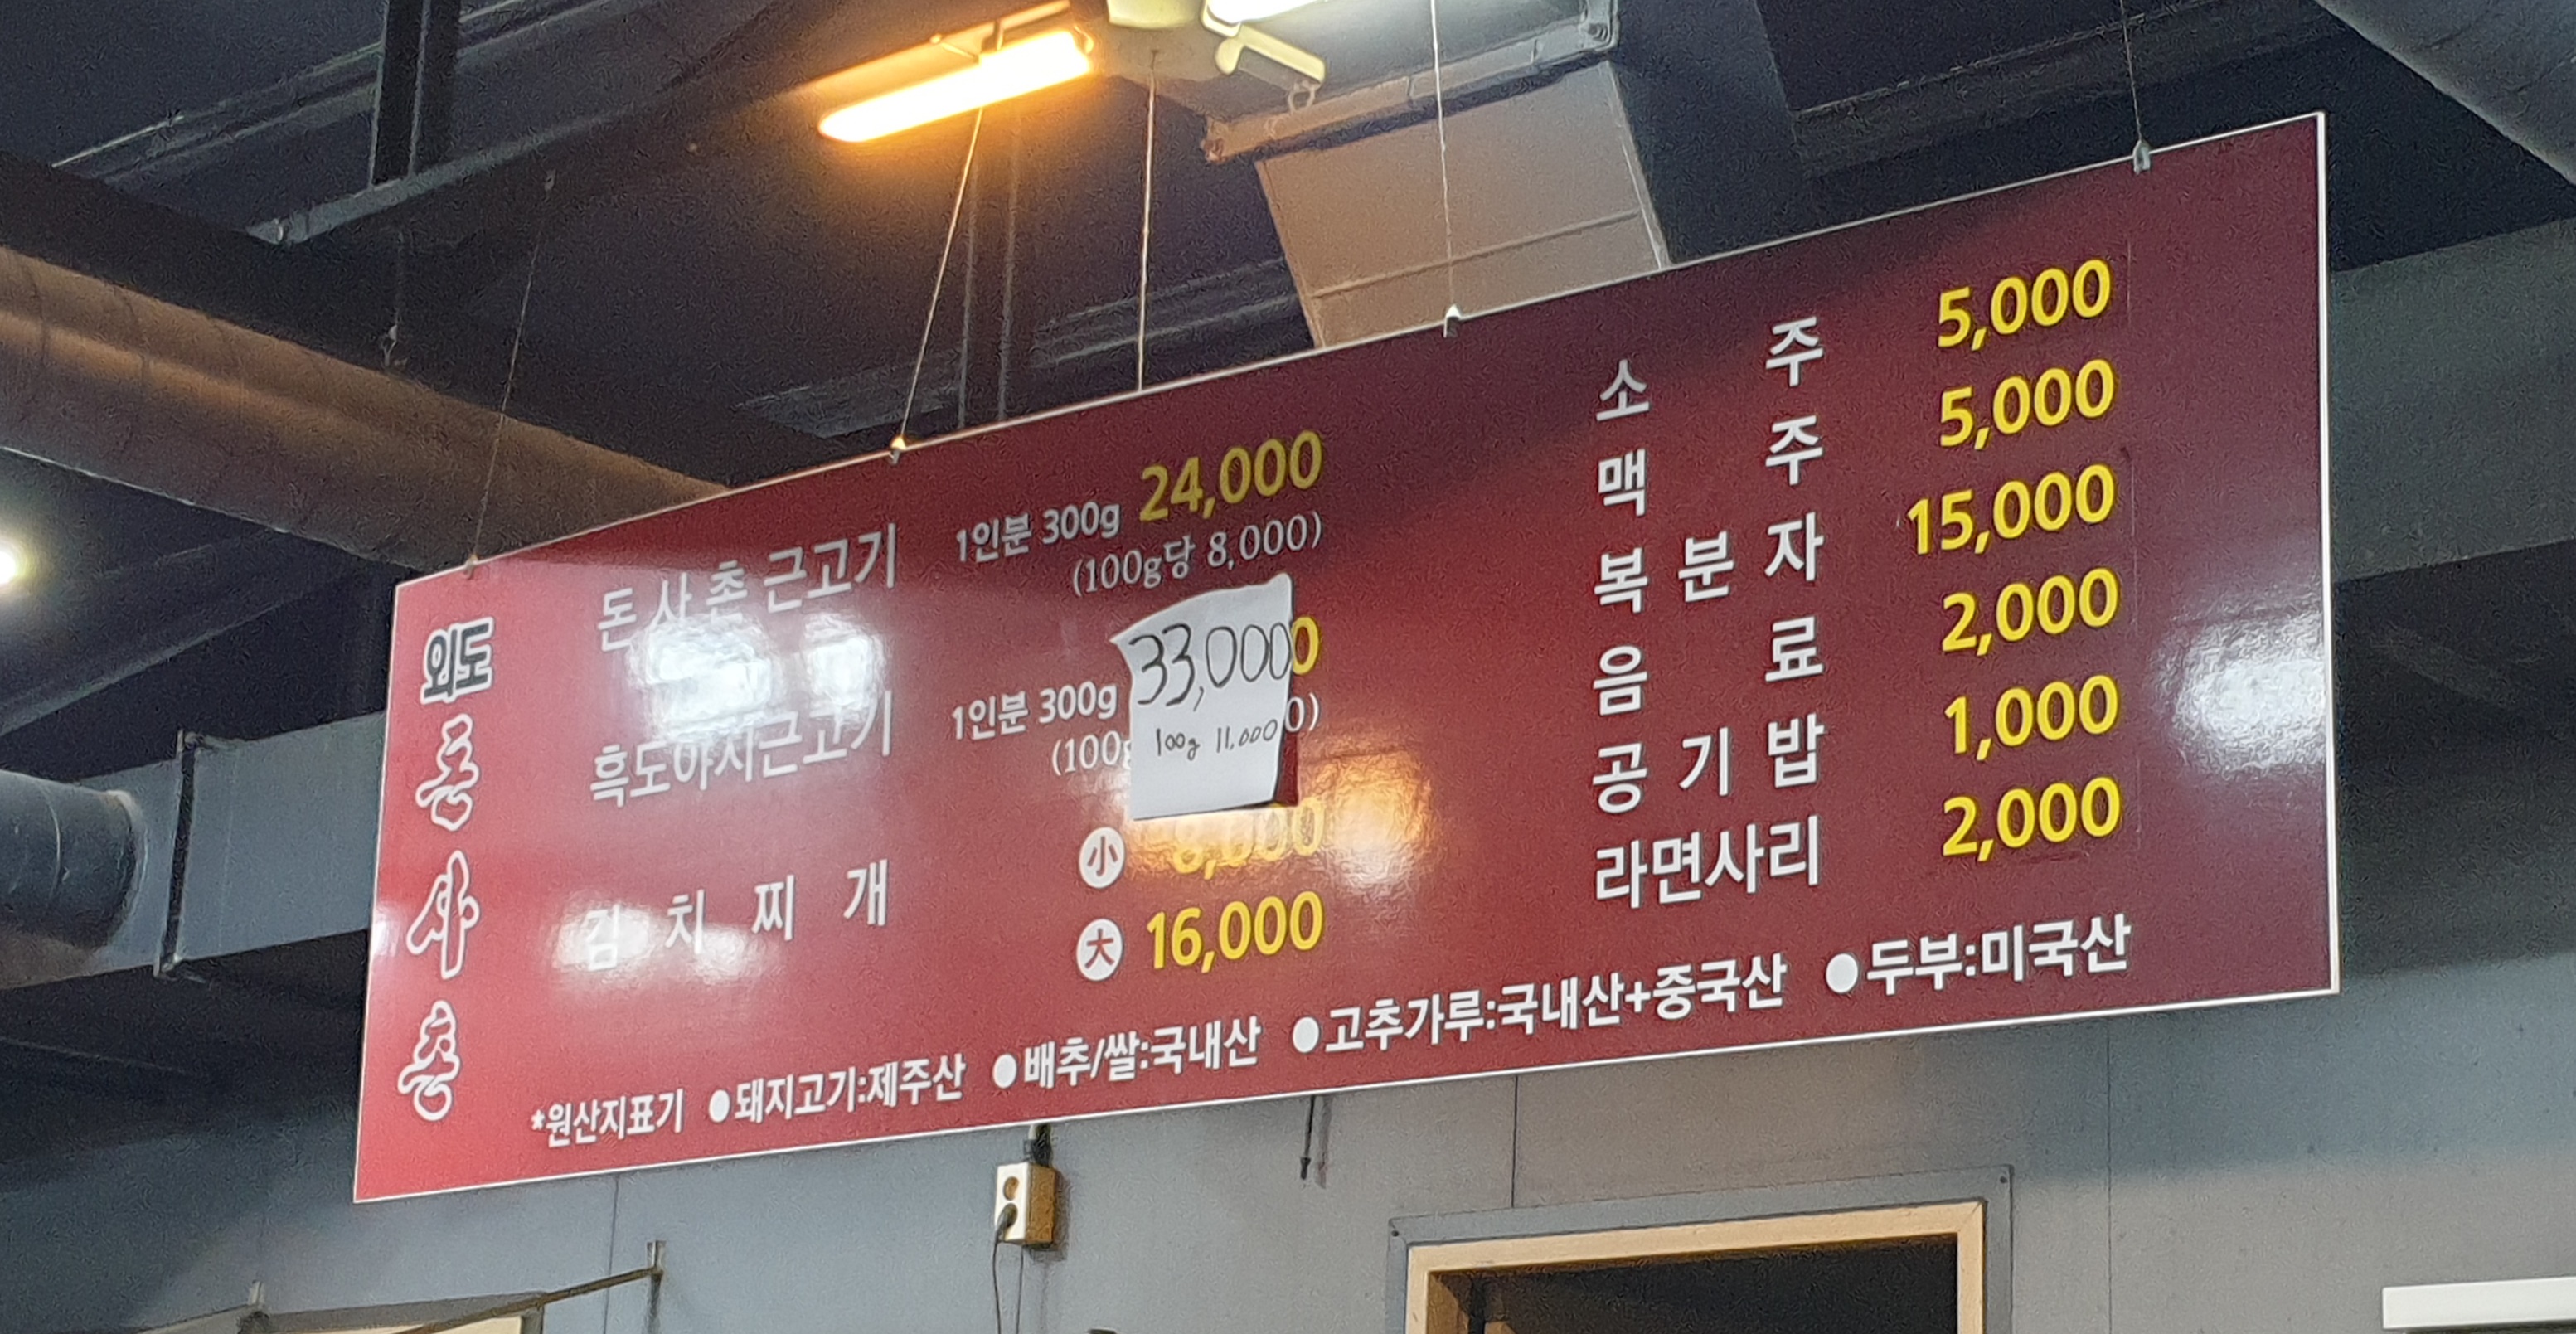 외도
돈사촌
돈사촌근고기 1인분 300g 24,000
(100g당 8,000)
흑도야지근고기 1인분 300g 33,000
100g 11,000
김치찌개 小 8,000
大 16,000
소주 5,000
맥주 5,000
복분자 15,000
음료 2,000
공기밥 1,000
라면사리 2,000
*원산지표기 ●돼지고기:제주산 ●배추/쌀:국내산 ●고추가루:국내산+중국산 ●두부:미국산